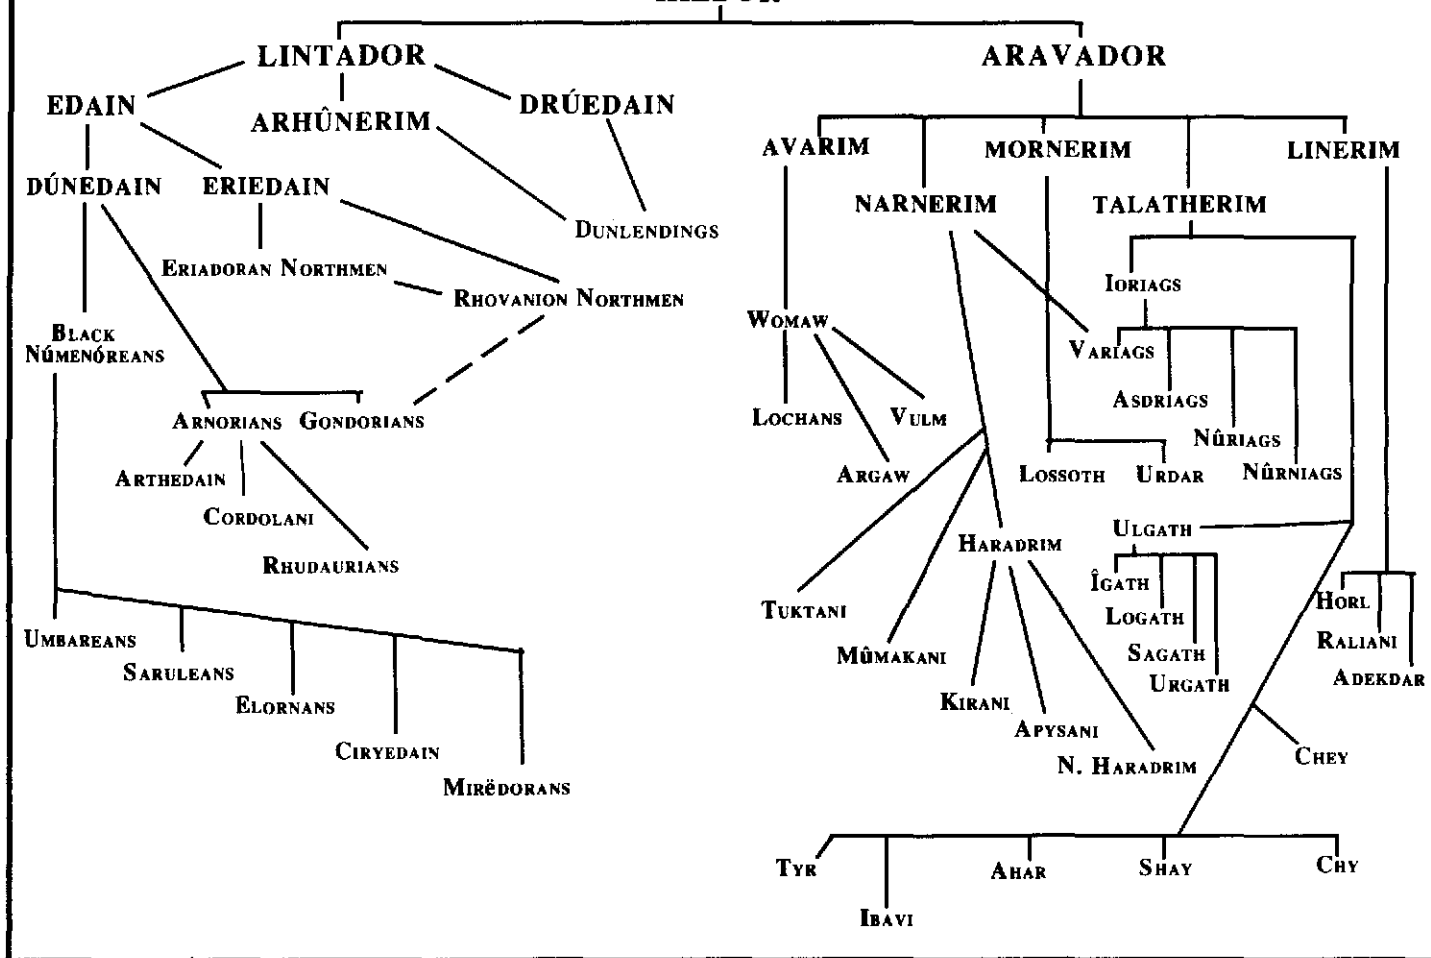 LINTADOR
ARAVADOR
EDAIN
ARHÛNERIM
DRÚEDAIN
AVARIM
MORNERIM
LINERIM
DÚNEDAIN
ERIEDAIN
NARNERIM
TALATHERIM
DUNLENDINGS
ERIADORAN NORTHMEN
RHOVANION NORTHMEN
IORIAGS
BLACK
NÚMENÓREANS
WOMAW
VARIAGS
ASDRIAGS
ARNORIANS
GONDORIANS
LOCHANS
VULM
NÛRIAGS
ARTHEDAIN
ARGAW
LOSSOTH
URDAR
NÛRNIAGS
CORDOLANI
RHUDAURIANS
HARADRIM
ULGATH
ÎGATH
TUKTANI
LOGATH
HORL
UMBAREANS
SARULEANS
MÛMAKANI
SAGATH
RALIANI
ELORNANS
KIRANI
URGATH
ADEKDAR
APYSANI
CIRYEDAIN
N. HARADRIM
CHEY
MIRËDORANS
TYR
AHAR
SHAY
CHY
IBAVI